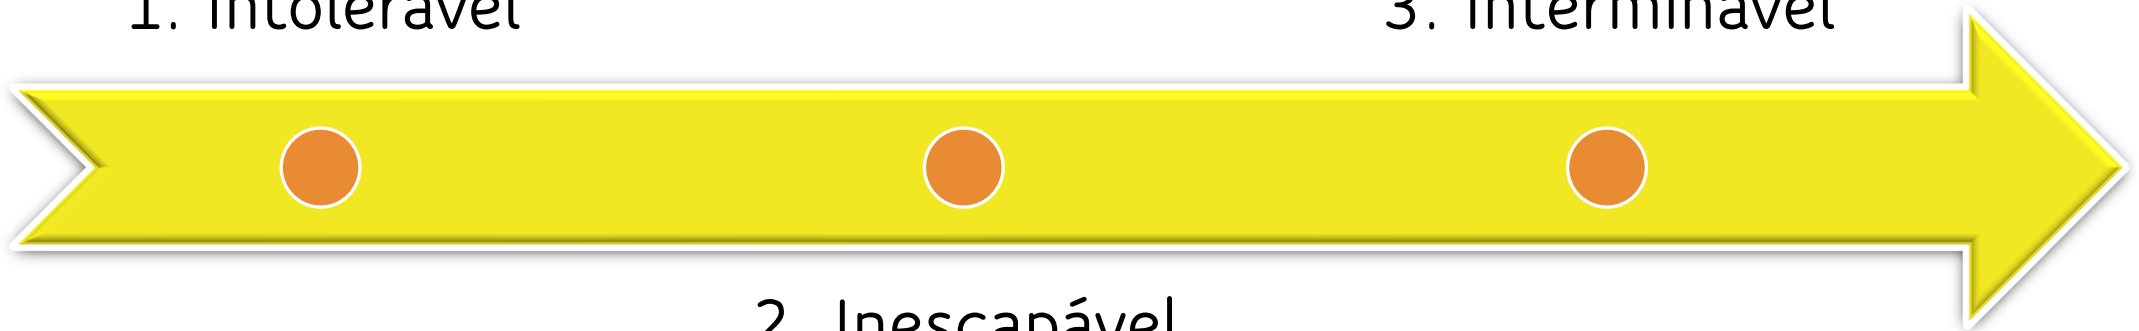 1. Intolerável
3. Interminável
2. Inescapável